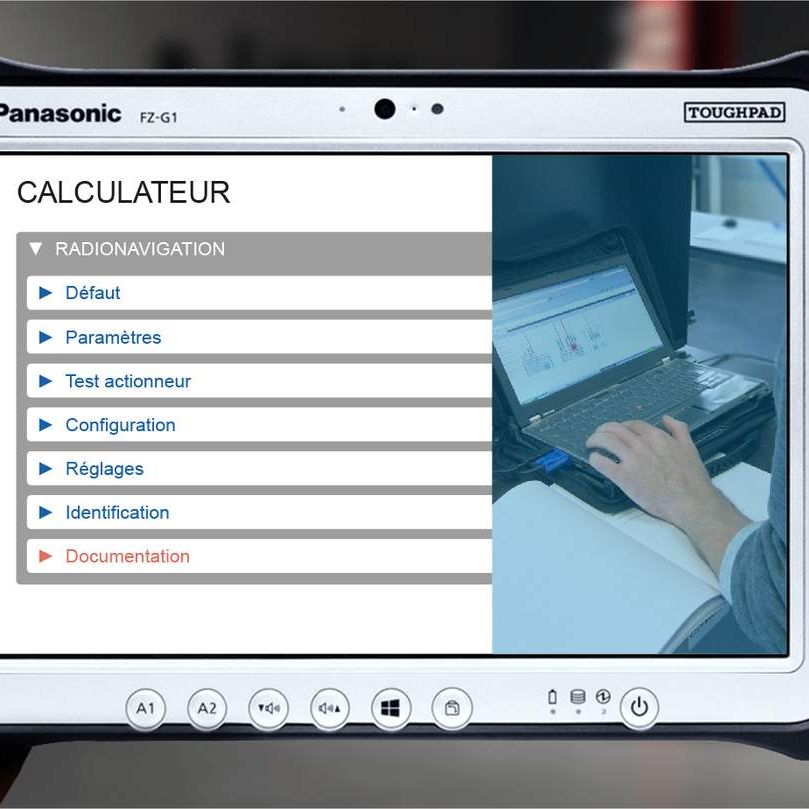 Panasonic FZ-G1 TOUGHPAD
CALCULATEUR
▼ RADIONAVIGATION
► Défaut
► Paramètres
► Test actionneur
► Configuration
► Réglages
► Identification
► Documentation
A1 A2